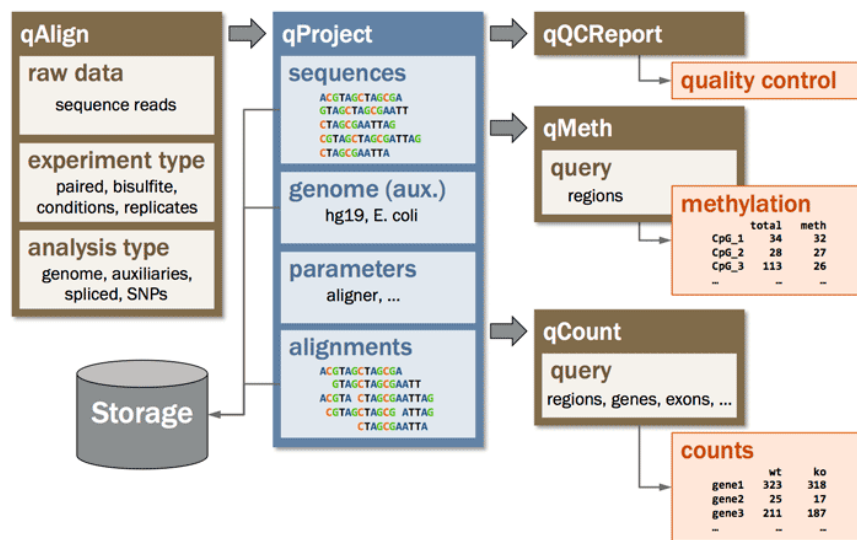 qAlign
raw data
sequence reads
experiment type
paired, bisulfite,
conditions, replicates
analysis type
genome, auxiliaries,
spliced, SNPs
Storage
qProject
sequences
ACGTAGCTAGCGA
GTAGCTAGCGAATT
CTAGCGAATTAG
CGTAGCTAGCGATTAG
CTAGCGAATTA
genome (aux.)
hg19, E. coli
parameters
aligner, ...
alignments
ACGTAGCTAGCGA
GTAGCTAGCGAATT
ACGTA CTAGCGAATTAG
CGTAGCTAGCG ATTAG
CTAGCGAATTA
qQCReport
quality control
qMeth
query
regions
methylation
total meth
CpG_1 34 32
CpG_2 28 27
CpG_3 113 26
… … …
qCount
query
regions, genes, exons, ...
counts
wt ko
gene1 323 318
gene2 25 17
gene3 211 187
… … …